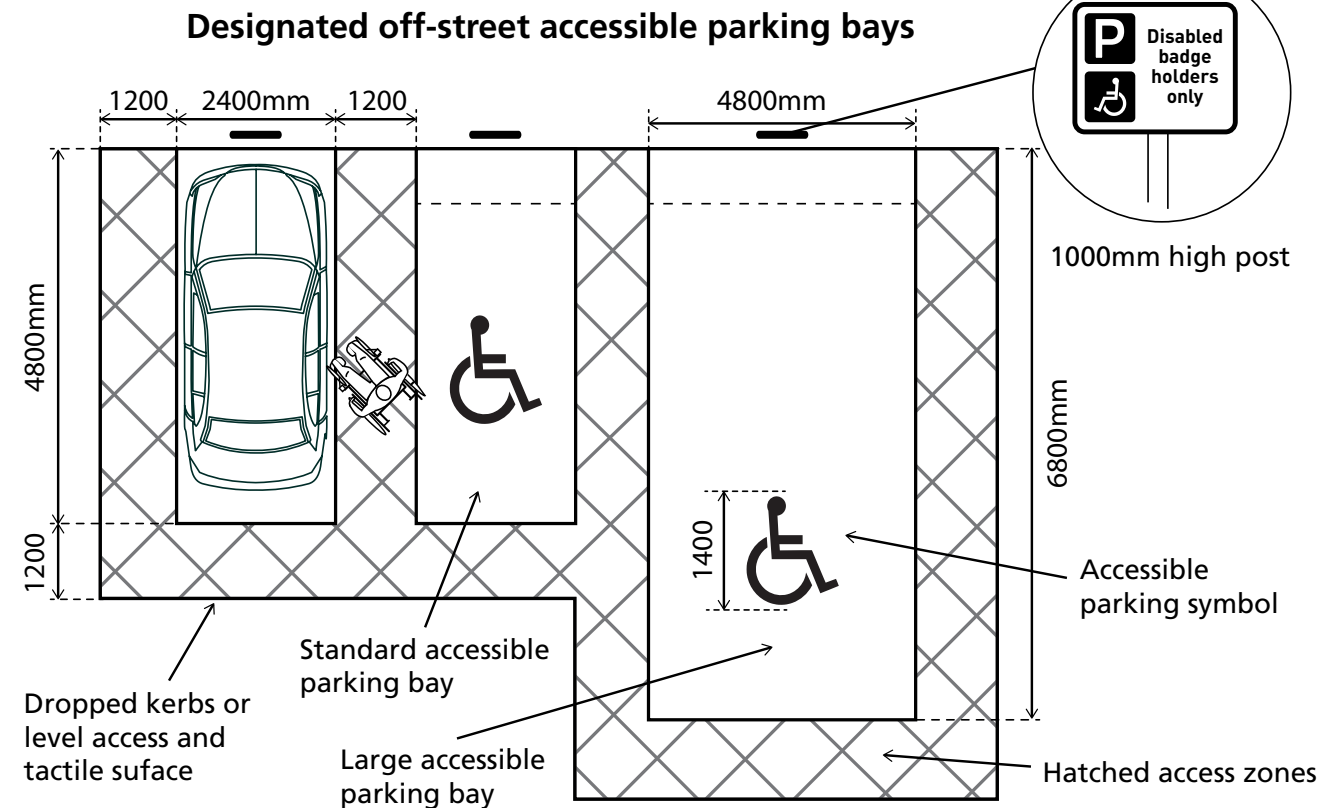 Designated off-street accessible parking bays
P
Disabled
badge
holders
only
1200
2400mm
1200
4800mm
1000mm high post
4800mm
6800mm
1200
1400
Accessible
parking symbol
Standard accessible
parking bay
Dropped kerbs or
level access and
tactile suface
Large accessible
parking bay
Hatched access zones